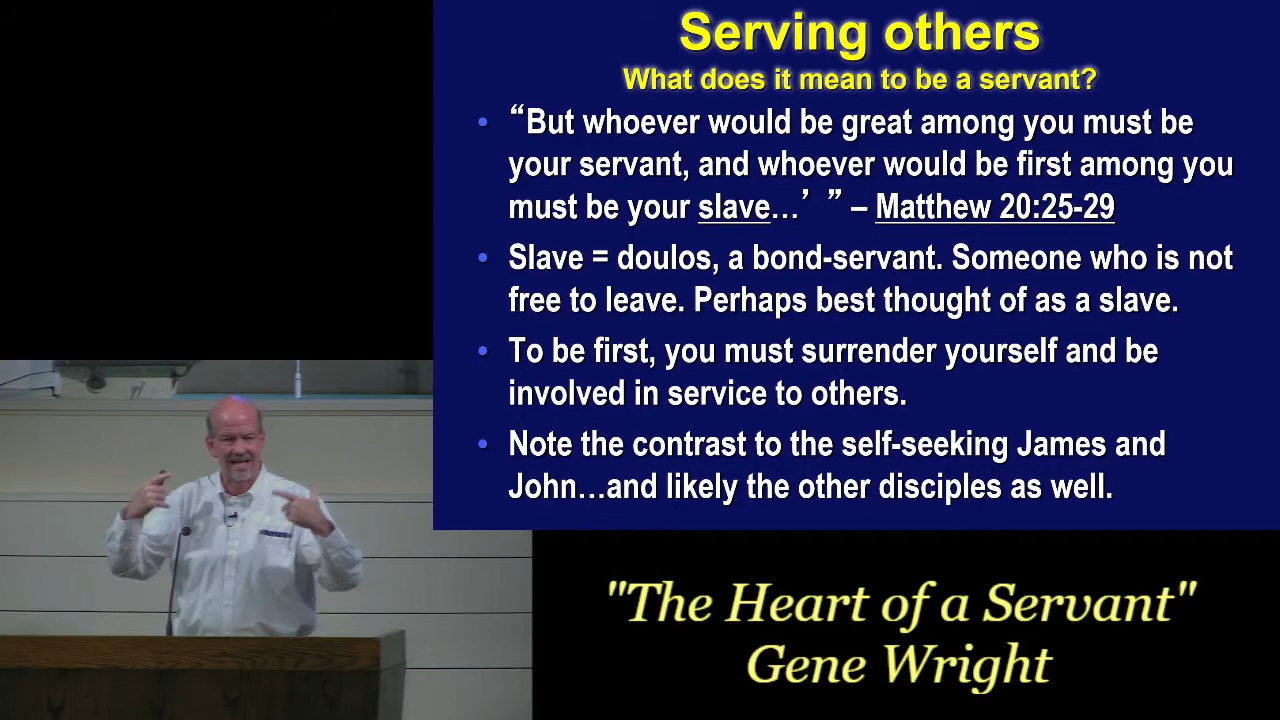 Serving others
What does it mean to be a servant?
• “But whoever would be great among you must be
your servant, and whoever would be first among you
must be your slave…’ ” – Matthew 20:25-29
• Slave = doulos, a bond-servant. Someone who is not
free to leave. Perhaps best thought of as a slave.
• To be first, you must surrender yourself and be
involved in service to others.
• Note the contrast to the self-seeking James and
John…and likely the other disciples as well.
"The Heart of a Servant"
Gene Wright